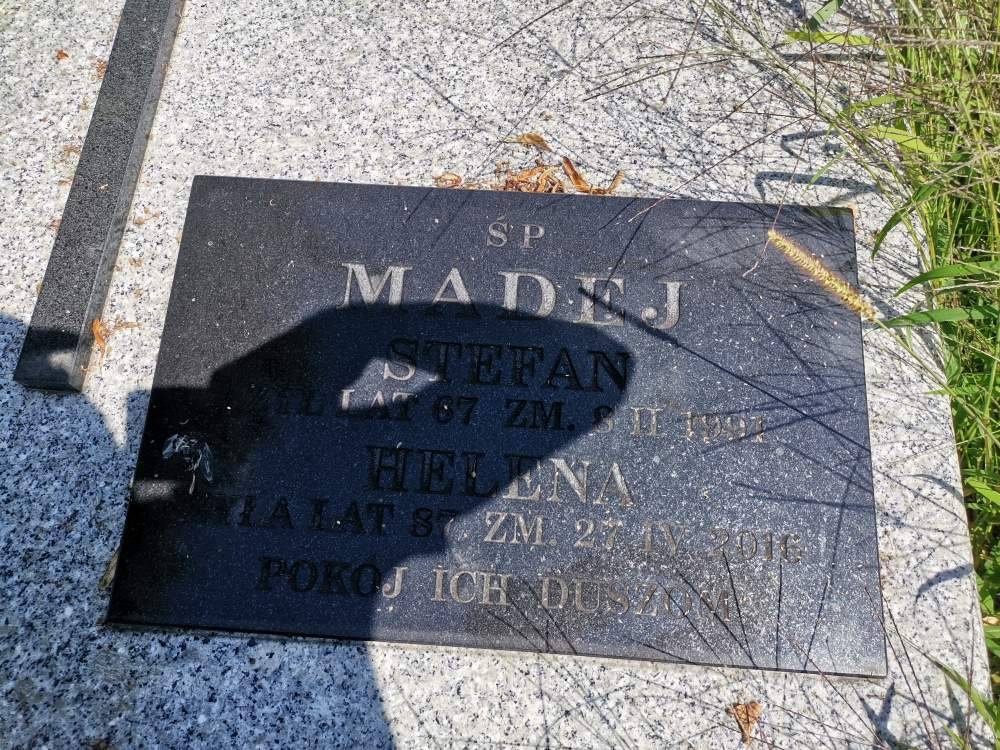 ŚP
MADEJ
STEFAN
ŻYŁ LAT 67 ZM. 8 II 1991
HELENA
ŻYŁA LAT 87. ZM. 27 IV 2016
POKÓJ ICH DUSZOM